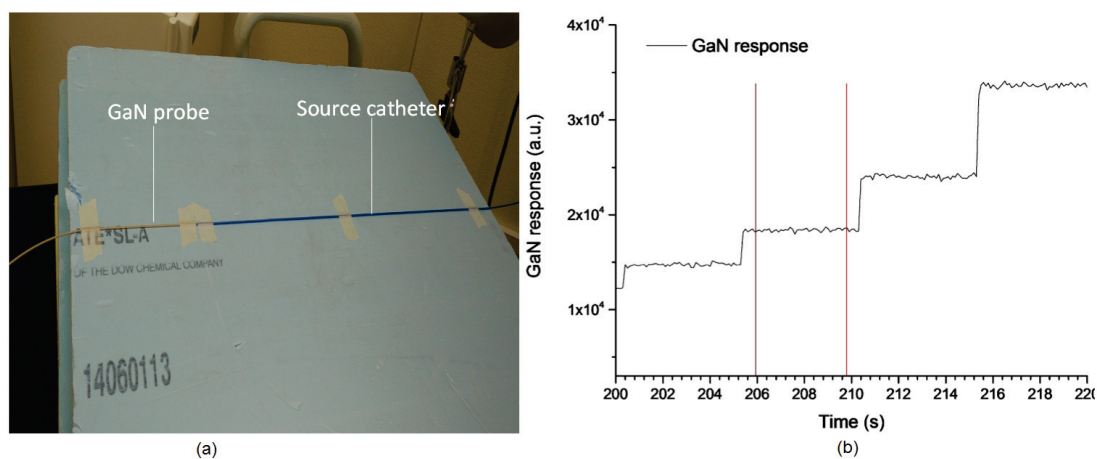 GaN probe
Source catheter
ATE*SL-A
OF THE DOW CHEMICAL COMPANY
14060113
(a)
GaN response
GaN response (a.u.)
4x10⁴
3x10⁴
2x10⁴
1x10⁴
200 202 204 206 208 210 212 214 216 218 220
Time (s)
(b)